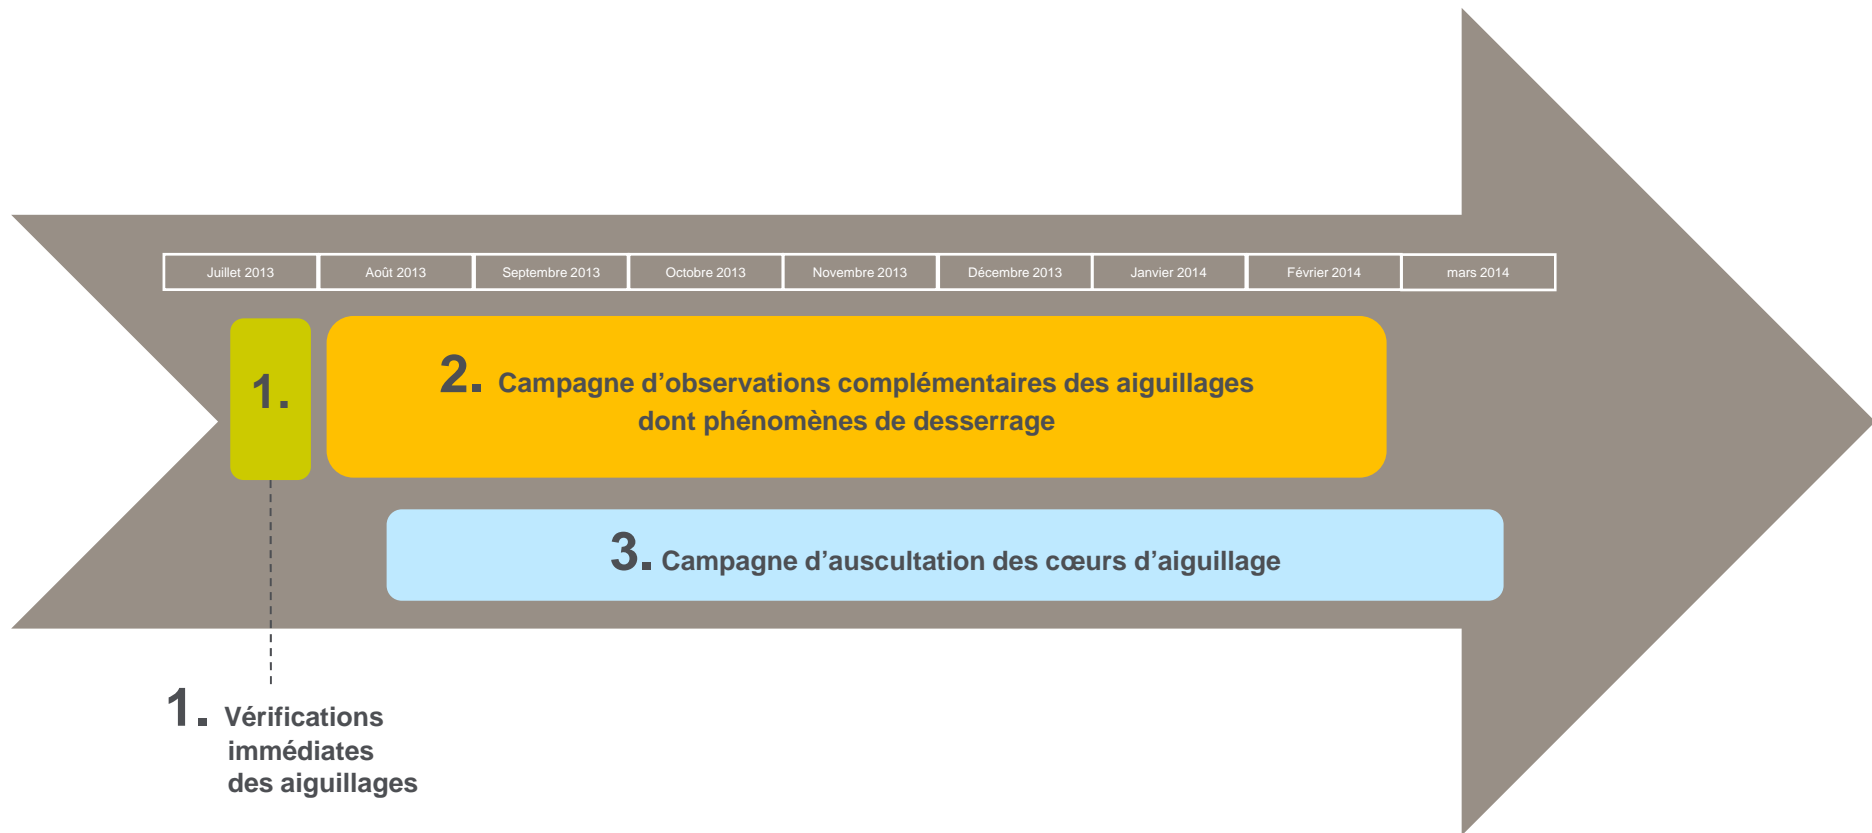 Juillet 2013 Août 2013 Septembre 2013 Octobre 2013 Novembre 2013 Décembre 2013 Janvier 2014 Février 2014 mars 2014
1.
2. Campagne d’observations complémentaires des aiguillages
dont phénomènes de desserrage
3. Campagne d’auscultation des cœurs d’aiguillage
1. Vérifications
immédiates
des aiguillages